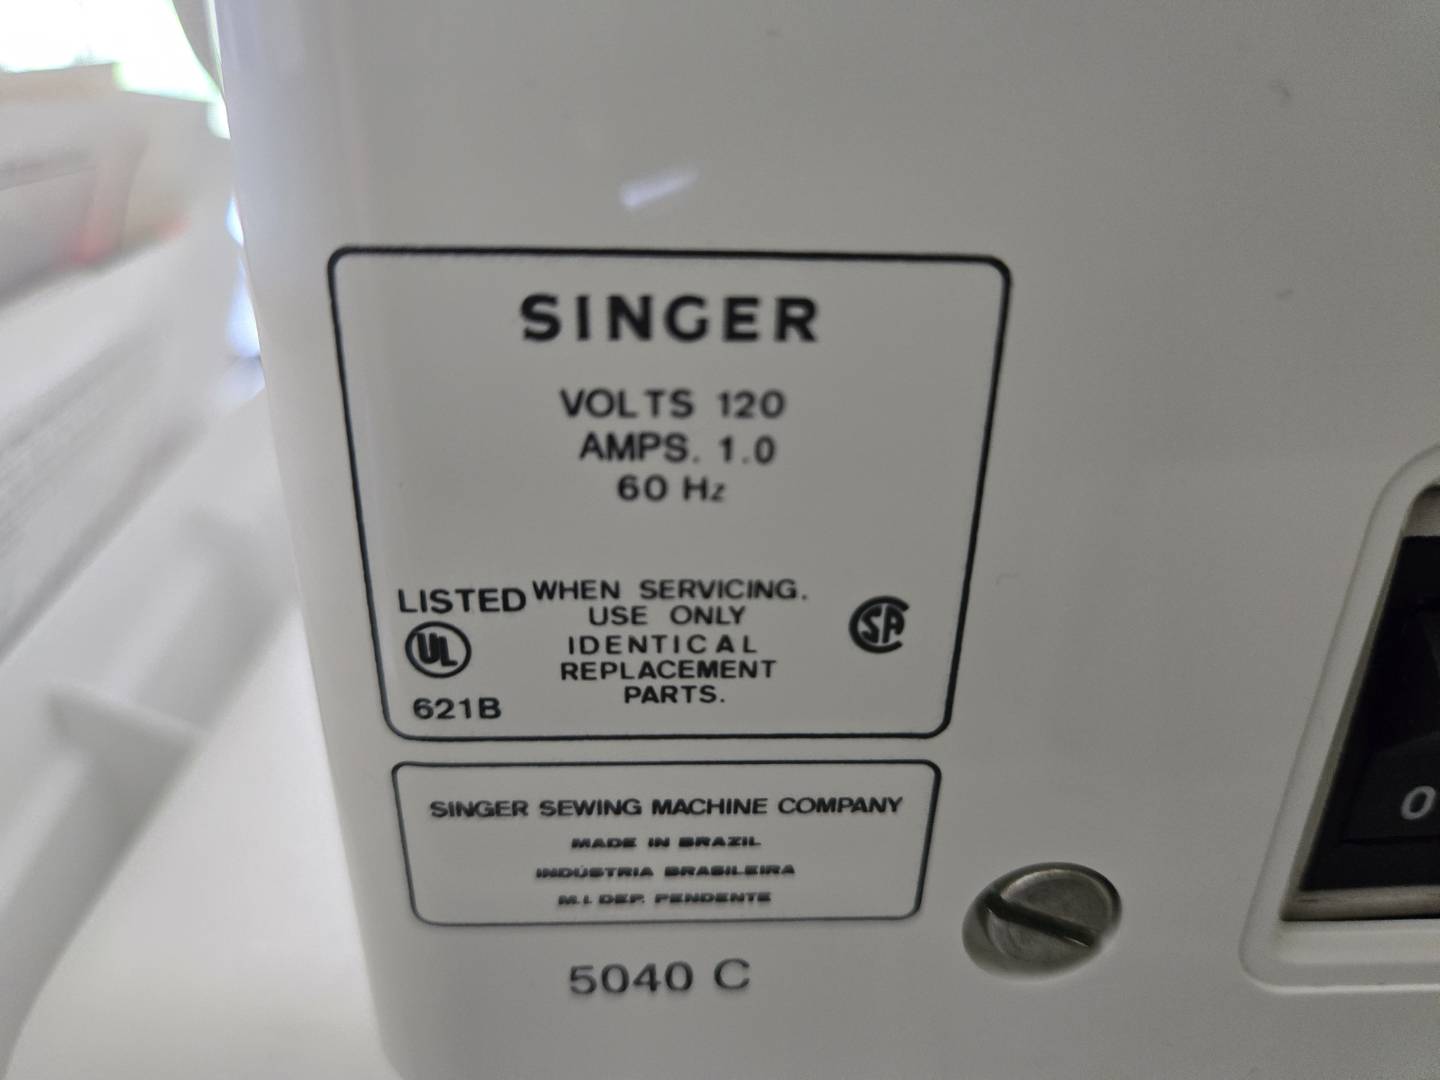 SINGER
VOLTS 120
AMPS. 1.0
60 Hz
LISTED
UL
621B
WHEN SERVICING.
USE ONLY
IDENTICAL
REPLACEMENT
PARTS.
SA
SINGER SEWING MACHINE COMPANY
MADE IN BRAZIL
INDÚSTRIA BRASILEIRA
M.I. DEP. PENDENTE
5040 C
0